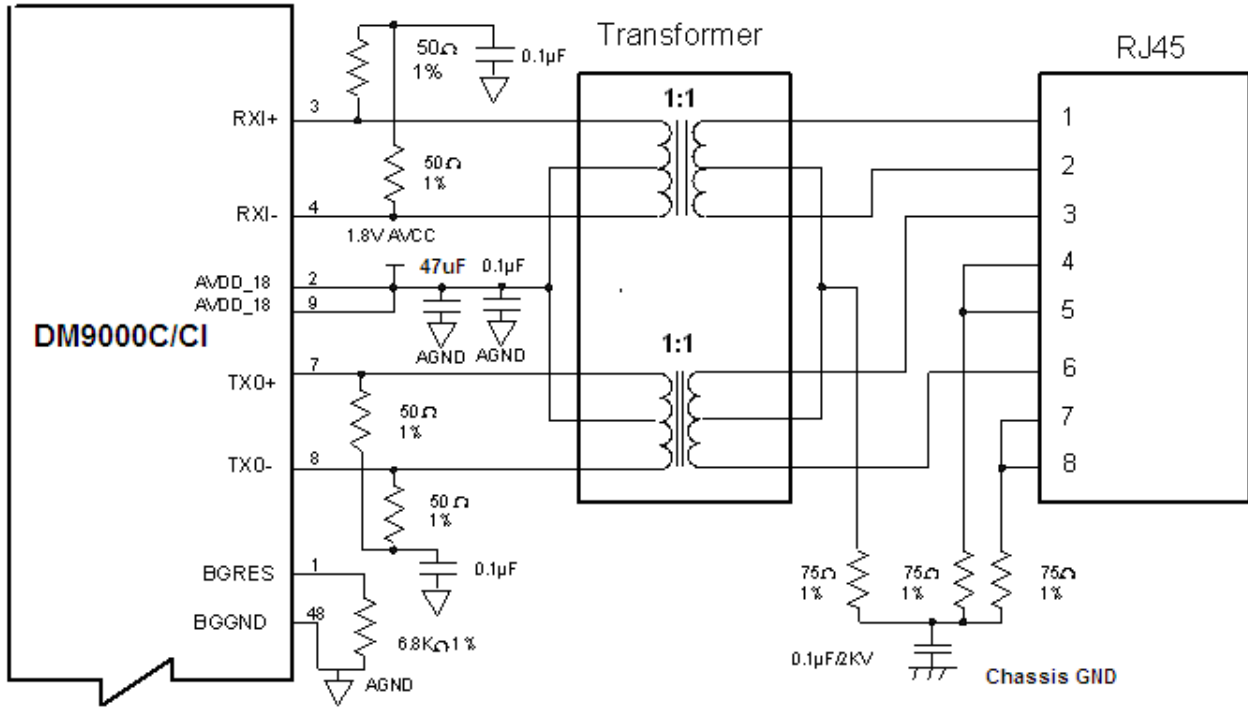 Transformer
RJ45
50Ω
1%
0.1µF
1:1
RXI+
3
1
50Ω
1%
2
RXI-
4
3
1.8V AVCC
47uF
0.1µF
4
AVDD_18
2
AVDD_18
9
5
DM9000C/CI
AGND
AGND
1:1
TX0+
7
6
50Ω
1%
7
TX0-
8
8
50Ω
1%
BGRES
1
0.1µF
75Ω
1%
75Ω
1%
75Ω
1%
BGGND
48
6.8KΩ1%
AGND
0.1µF/2KV
Chassis GND